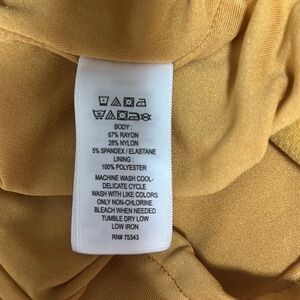 BODY :
67% RAYON
28% NYLON
5% SPANDEX / ELASTANE
LINING :
100% POLYESTER
MACHINE WASH COOL-
DELICATE CYCLE
WASH WITH LIKE COLORS
ONLY NON-CHLORINE
BLEACH WHEN NEEDED
TUMBLE DRY LOW
LOW IRON
RN# 75343